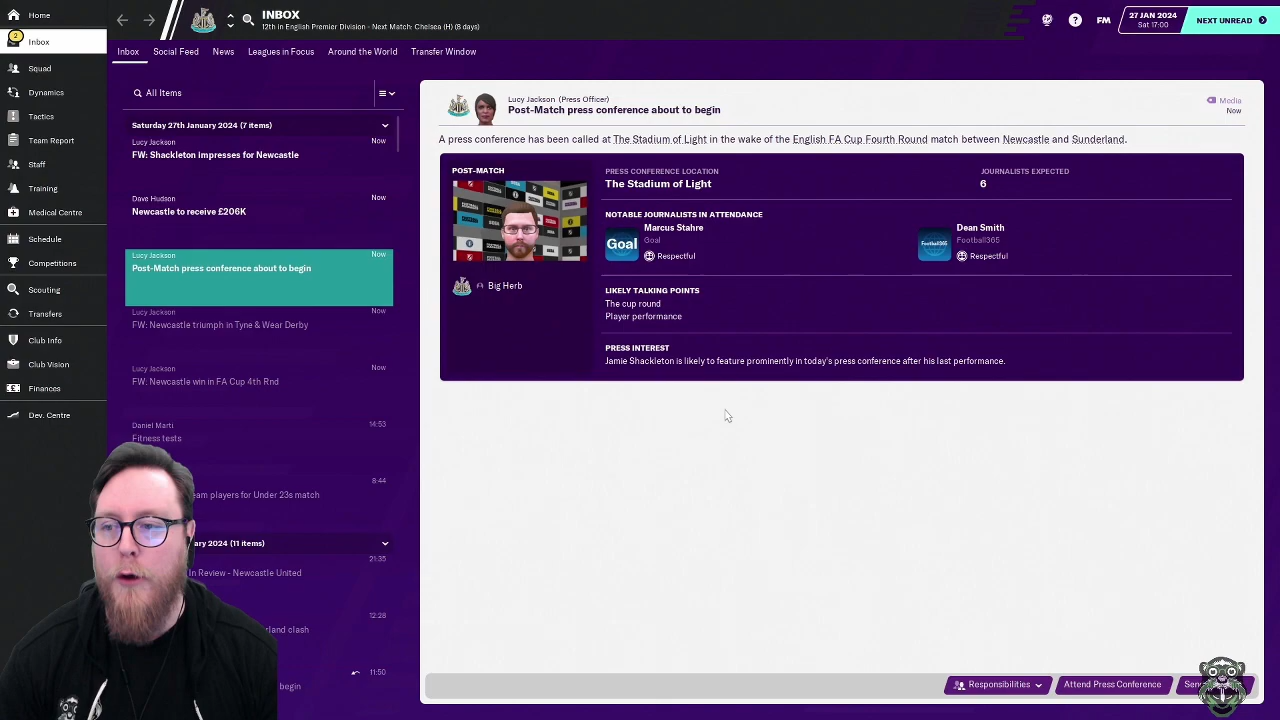 INBOX
12th in English Premier Division - Next Match: Chelsea (H) (8 days)
FM
27 JAN 2024
Sat 17:00
NEXT UNREAD
Home
2
Inbox
Squad
Dynamics
Tactics
Team Report
Staff
Training
Medical Centre
Schedule
Competitions
Scouting
Transfers
Club Info
Club Vision
Finances
Dev. Centre
Inbox
Social Feed
News
Leagues in Focus
Around the World
Transfer Window
All Items
Saturday 27th January 2024 (7 items)
Lucy Jackson
Now
FW: Shackleton impresses for Newcastle
Dave Hudson
Now
Newcastle to receive £206K
Lucy Jackson
Now
Post-Match press conference about to begin
Lucy Jackson
Now
FW: Newcastle triumph in Tyne & Wear Derby
Lucy Jackson
Now
FW: Newcastle win in FA Cup 4th Rnd
Daniel Marti
14:53
Fitness tests
8:44
eam players for Under 23s match
ary 2024 (11 items)
21:35
In Review - Newcastle United
12:28
tland clash
11:50
begin
Lucy Jackson (Press Officer)
Post-Match press conference about to begin
Media
Now
A press conference has been called at The Stadium of Light in the wake of the English FA Cup Fourth Round match between Newcastle and Sunderland.
POST-MATCH
Big Herb
PRESS CONFERENCE LOCATION
The Stadium of Light
JOURNALISTS EXPECTED
6
NOTABLE JOURNALISTS IN ATTENDANCE
Goal
Marcus Stahre
Goal
Respectful
Football365
Dean Smith
Football365
Respectful
LIKELY TALKING POINTS
The cup round
Player performance
PRESS INTEREST
Jamie Shackleton is likely to feature prominently in today's press conference after his last performance.
Responsibilities
Attend Press Conference